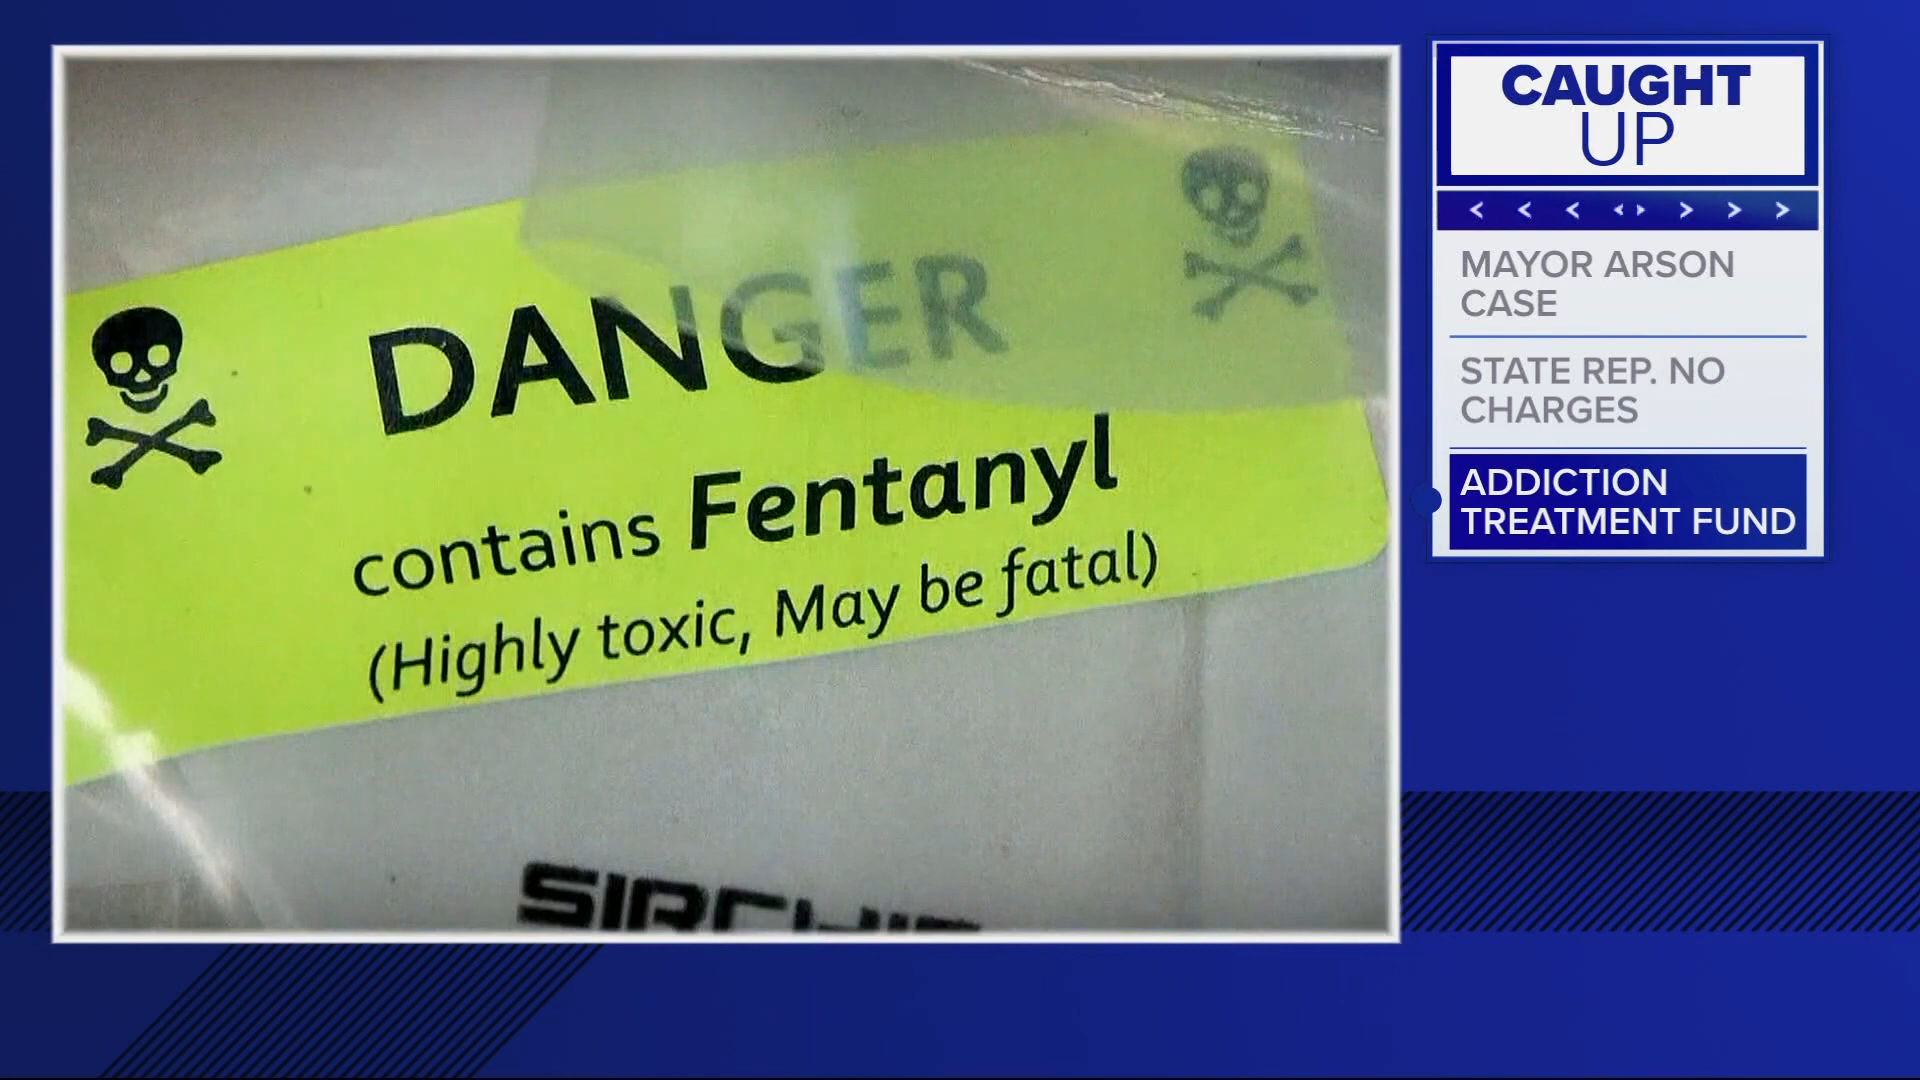 DANGER
contains Fentanyl
(Highly toxic, May be fatal)
SIRCHIE
CAUGHT
UP
MAYOR ARSON
CASE
STATE REP. NO
CHARGES
ADDICTION
TREATMENT FUND